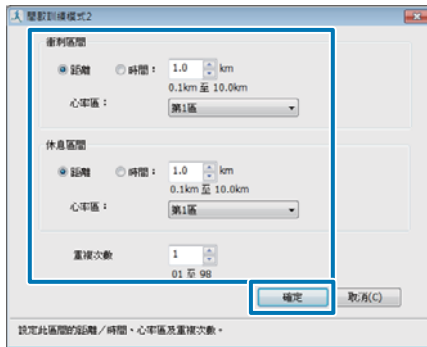 間歇訓練模式2
衝刺區間
距離 時間： 1.0 km
0.1km 至 10.0km
心率區： 第1區
休息區間
距離 時間： 1.0 km
0.1km 至 10.0km
心率區： 第1區
重複次數 1
01 至 98
確定 取消(C)
設定此區間的距離／時間、心率區及重複次數。